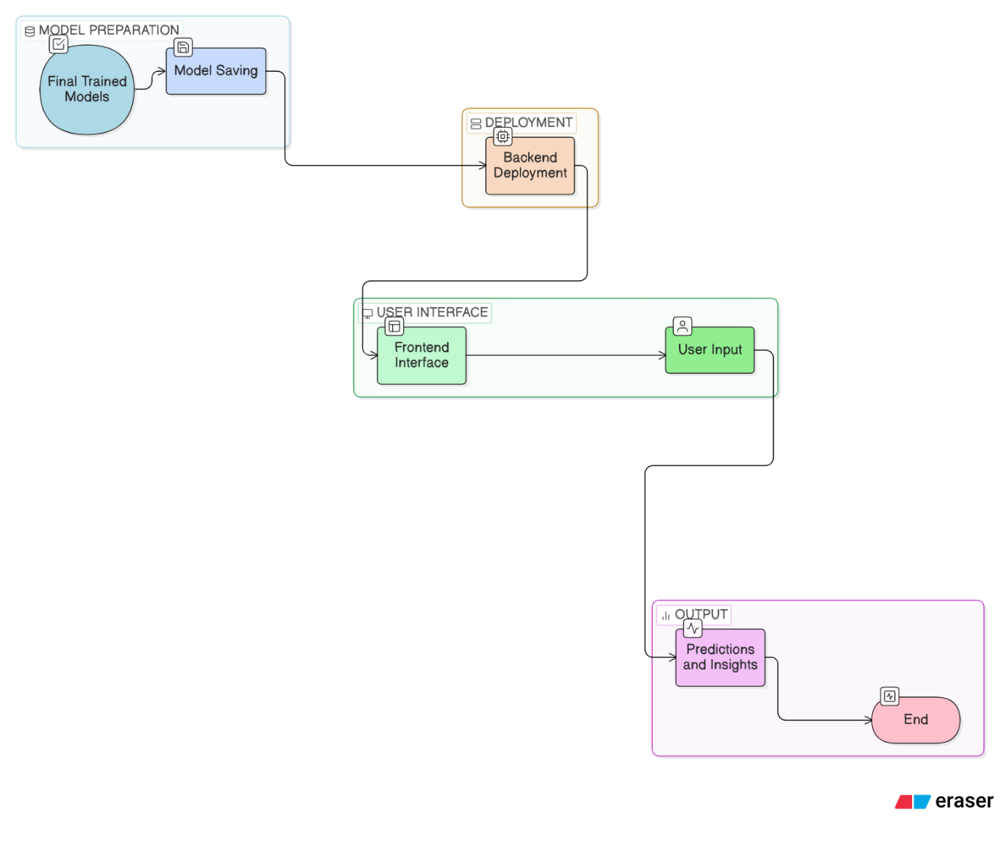 MODEL PREPARATION
Final Trained
Models
Model Saving
DEPLOYMENT
Backend
Deployment
USER INTERFACE
Frontend
Interface
User Input
OUTPUT
Predictions
and Insights
End
eraser